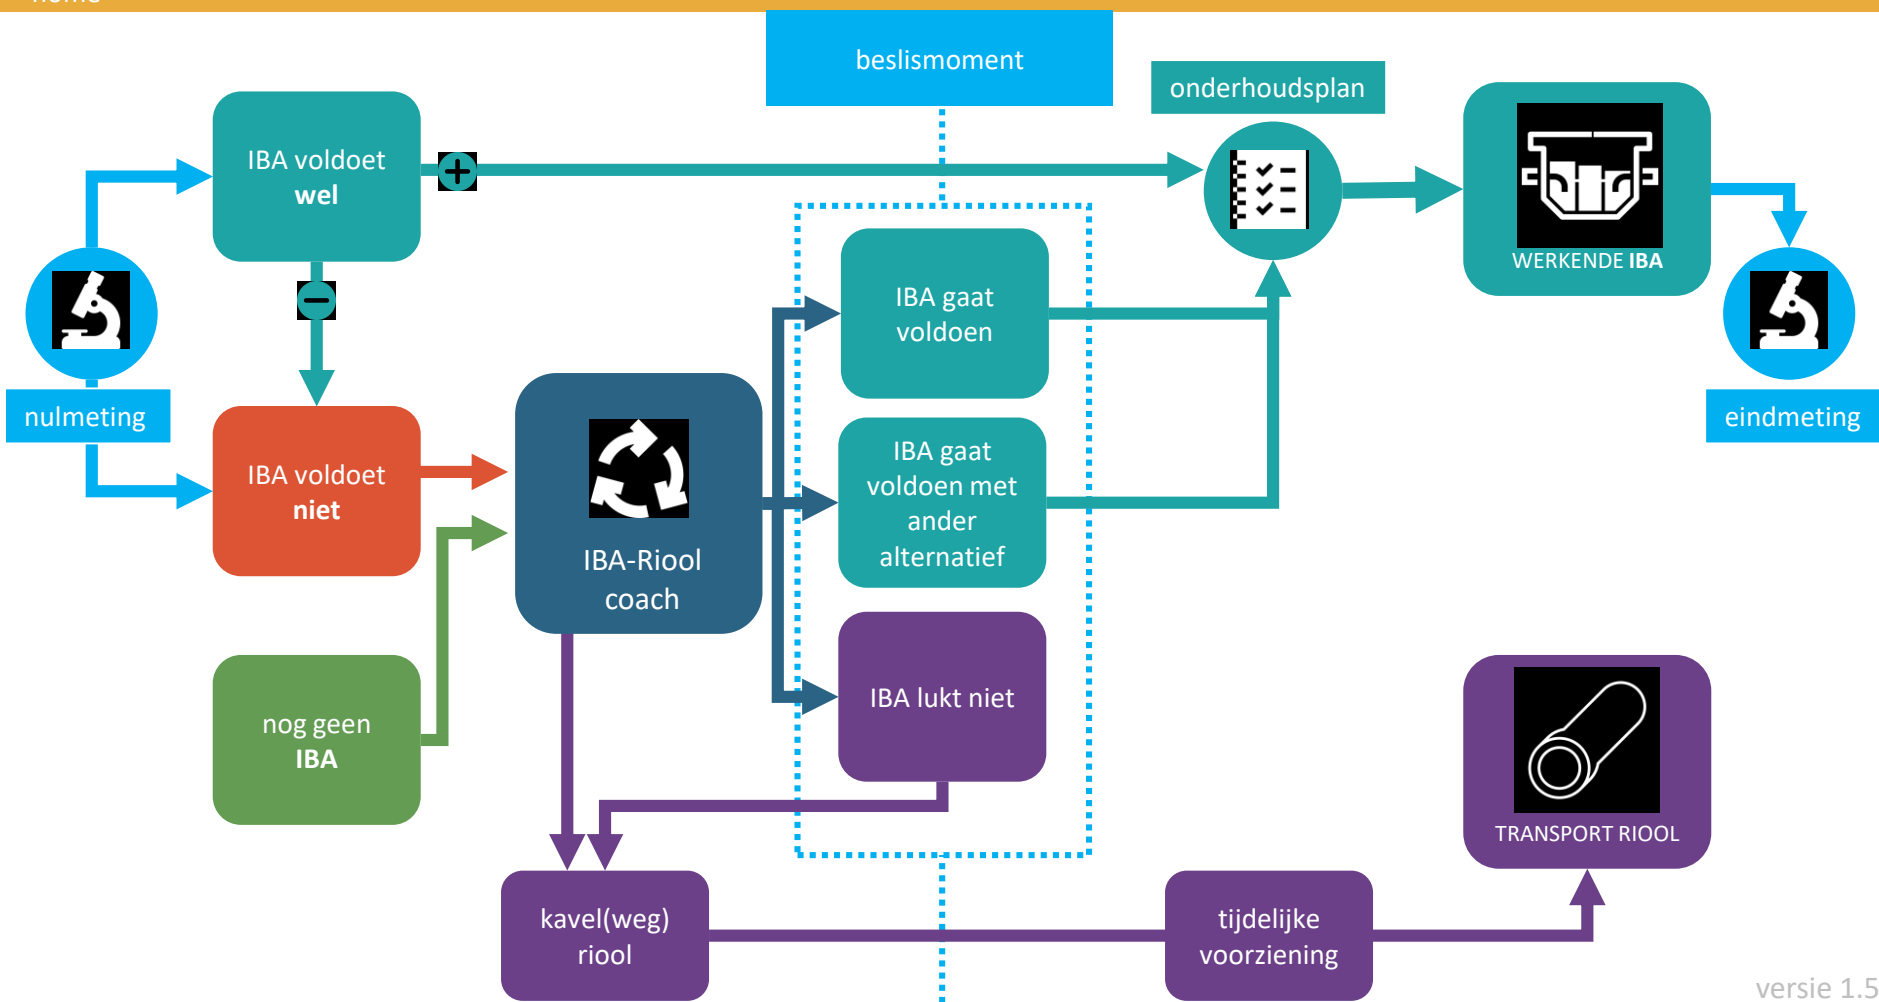 home
beslismoment
onderhoudsplan
IBA voldoet
wel
WERKENDE IBA
IBA gaat
voldoen
nulmeting
eindmeting
IBA voldoet
niet
IBA gaat
voldoen met
ander
alternatief
IBA-Riool
coach
nog geen
IBA
IBA lukt niet
TRANSPORT RIOOL
kavel(weg)
riool
tijdelijke
voorziening
versie 1.5